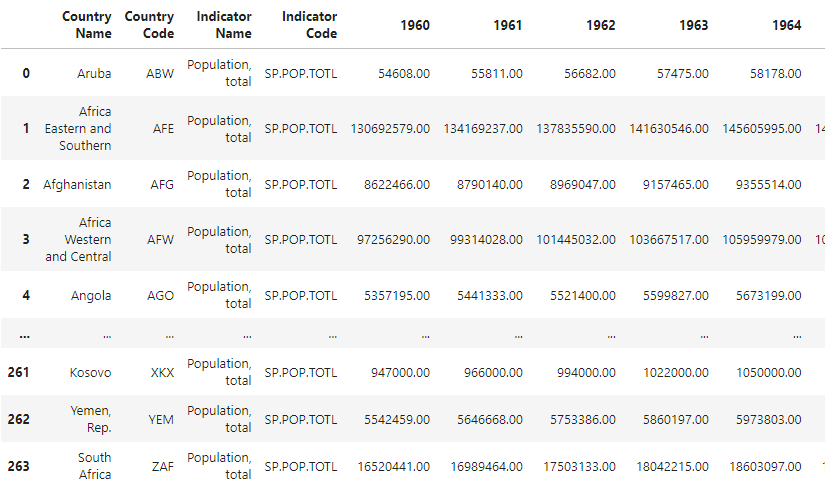 Country Name Country Code Indicator Name Indicator Code 1960 1961 1962 1963 1964
0 Aruba ABW Population, total SP.POP.TOTL 54608.00 55811.00 56682.00 57475.00 58178.00
1 Africa Eastern and Southern AFE Population, total SP.POP.TOTL 130692579.00 134169237.00 137835590.00 141630546.00 145605995.00
2 Afghanistan AFG Population, total SP.POP.TOTL 8622466.00 8790140.00 8969047.00 9157465.00 9355514.00
3 Africa Western and Central AFW Population, total SP.POP.TOTL 97256290.00 99314028.00 101445032.00 103667517.00 105959979.00
4 Angola AGO Population, total SP.POP.TOTL 5357195.00 5441333.00 5521400.00 5599827.00 5673199.00
... ... ... ... ... ... ... ... ... ...
261 Kosovo XKX Population, total SP.POP.TOTL 947000.00 966000.00 994000.00 1022000.00 1050000.00
262 Yemen, Rep. YEM Population, total SP.POP.TOTL 5542459.00 5646668.00 5753386.00 5860197.00 5973803.00
263 South Africa ZAF Population, total SP.POP.TOTL 16520441.00 16989464.00 17503133.00 18042215.00 18603097.00